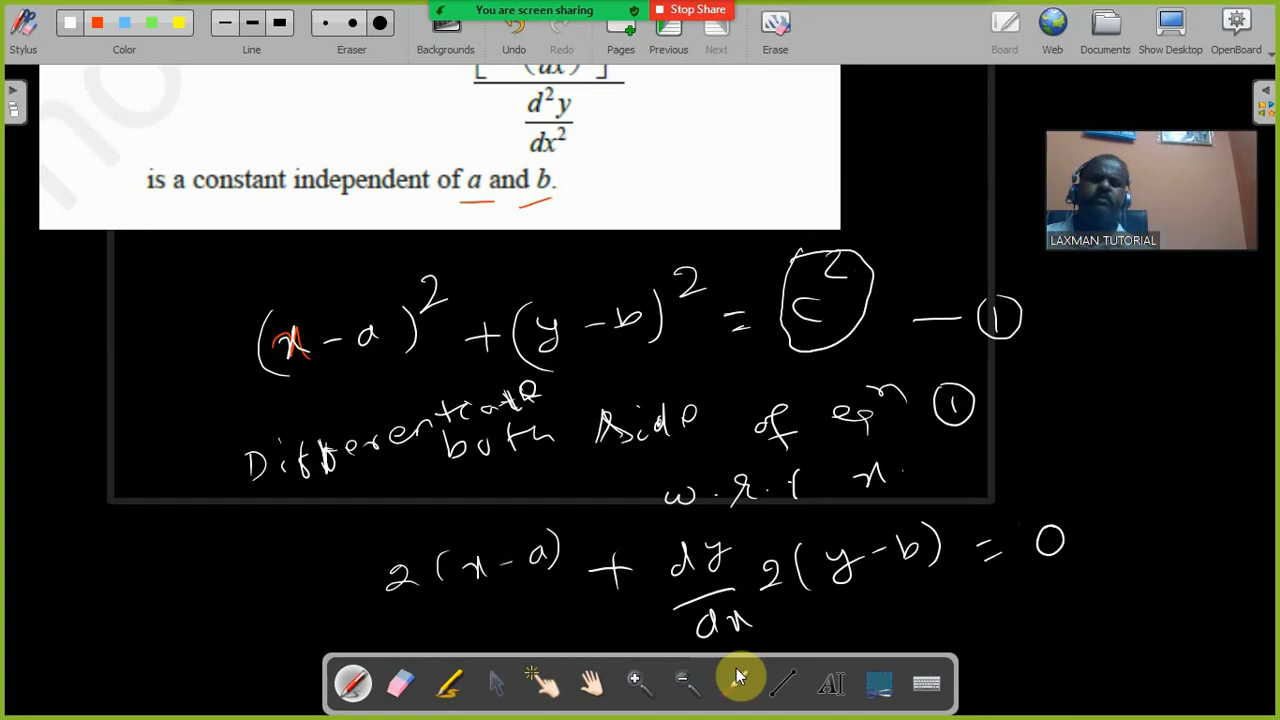 You are screen sharing Stop Share
Stylus Color Line Eraser Backgrounds Undo Redo Pages Previous Next Erase Board Web Documents Show Desktop OpenBoard
[ (dx) ]
d²y
dx²
is a constant independent of a and b.
LAXMAN TUTORIAL
(x - a)² + (y - b)² = c² — ①
Differentiate both side of eqⁿ ①
w.r.t x.
2(x - a) + dy/dx 2(y - b) = 0
AI